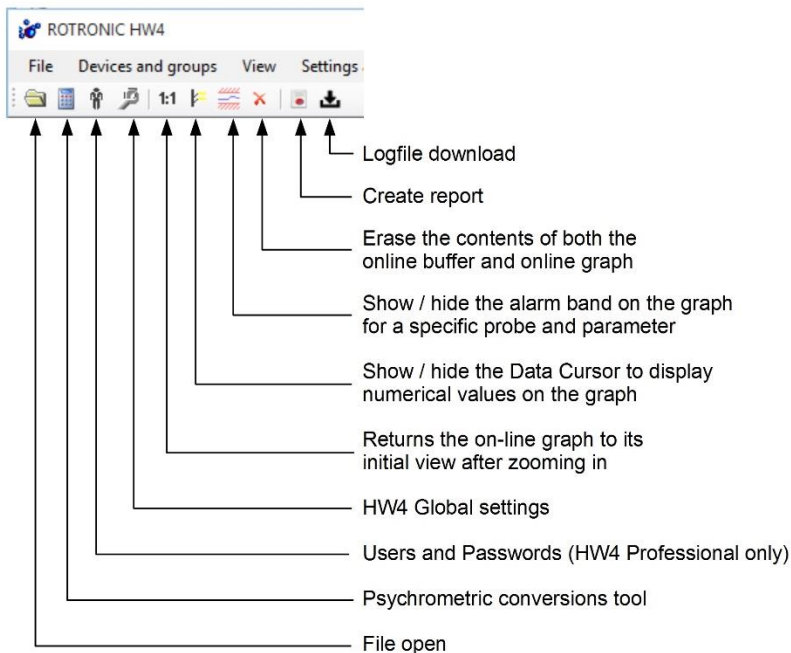 ROTRONIC HW4
File Devices and groups View Settings
1:1
Logfile download
Create report
Erase the contents of both the
online buffer and online graph
Show / hide the alarm band on the graph
for a specific probe and parameter
Show / hide the Data Cursor to display
numerical values on the graph
Returns the on-line graph to its
initial view after zooming in
HW4 Global settings
Users and Passwords (HW4 Professional only)
Psychrometric conversions tool
File open